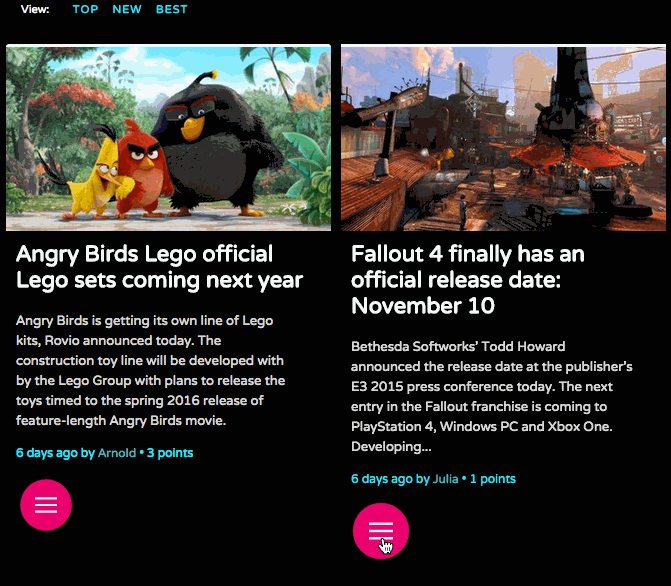 View: TOP NEW BEST
Angry Birds Lego official
Lego sets coming next year
Angry Birds is getting its own line of Lego
kits, Rovio announced today. The
construction toy line will be developed with
by the Lego Group with plans to release the
toys timed to the spring 2016 release of
feature-length Angry Birds movie.
6 days ago by Arnold • 3 points
Fallout 4 finally has an
official release date:
November 10
Bethesda Softworks' Todd Howard
announced the release date at the publisher's
E3 2015 press conference today. The next
entry in the Fallout franchise is coming to
PlayStation 4, Windows PC and Xbox One.
Developing...
6 days ago by Julia • 1 points